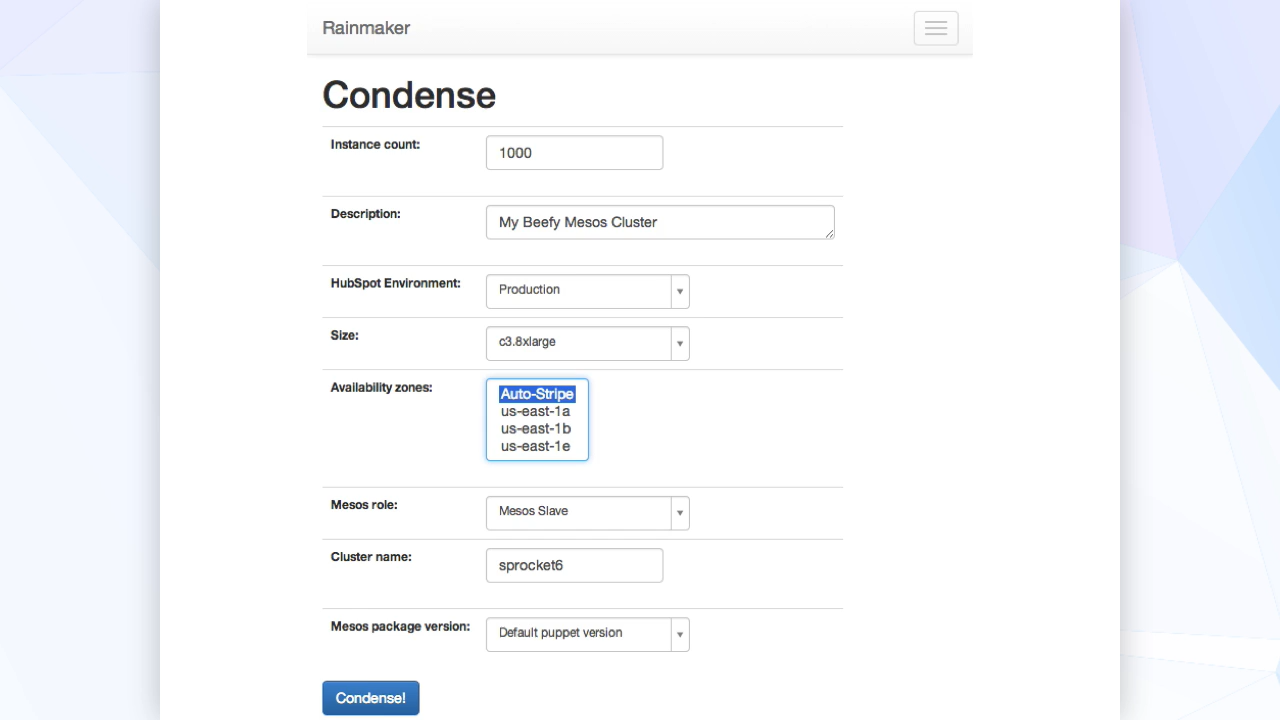 Rainmaker
Condense
Instance count: 1000
Description: My Beefy Mesos Cluster
HubSpot Environment: Production
Size: c3.8xlarge
Availability zones: Auto-Stripe
us-east-1a
us-east-1b
us-east-1e
Mesos role: Mesos Slave
Cluster name: sprocket6
Mesos package version: Default puppet version
Condense!